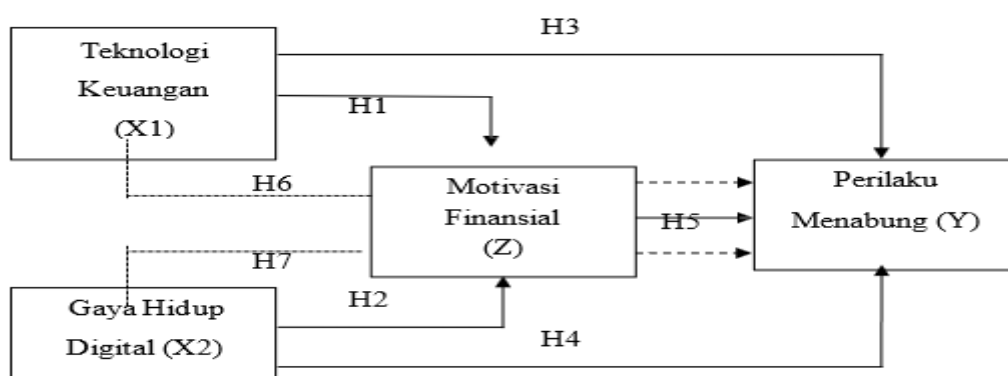 H3
Teknologi
Keuangan
(X1)
H1
H6
Motivasi
Finansial
(Z)
H5
Perilaku
Menabung (Y)
H7
H2
Gaya Hidup
Digital (X2)
H4